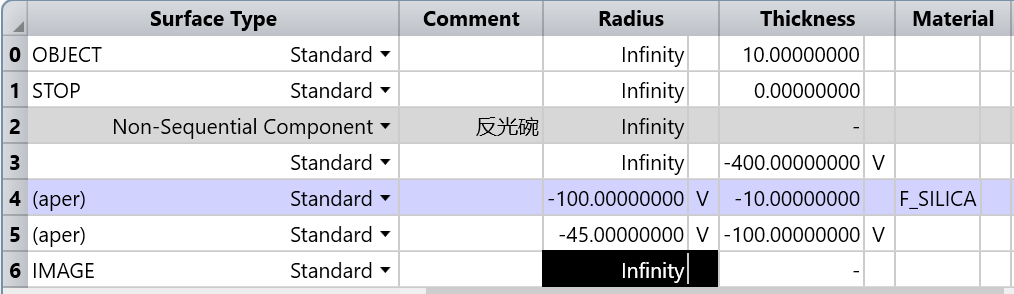 Surface Type Comment Radius Thickness Material
0 OBJECT Standard Infinity 10.00000000
1 STOP Standard Infinity 0.00000000
2 Non-Sequential Component 反光碗 Infinity -
3 Standard Infinity -400.00000000 V
4 (aper) Standard -100.00000000 V -10.00000000 F_SILICA
5 (aper) Standard -45.00000000 V -100.00000000 V
6 IMAGE Standard Infinity -